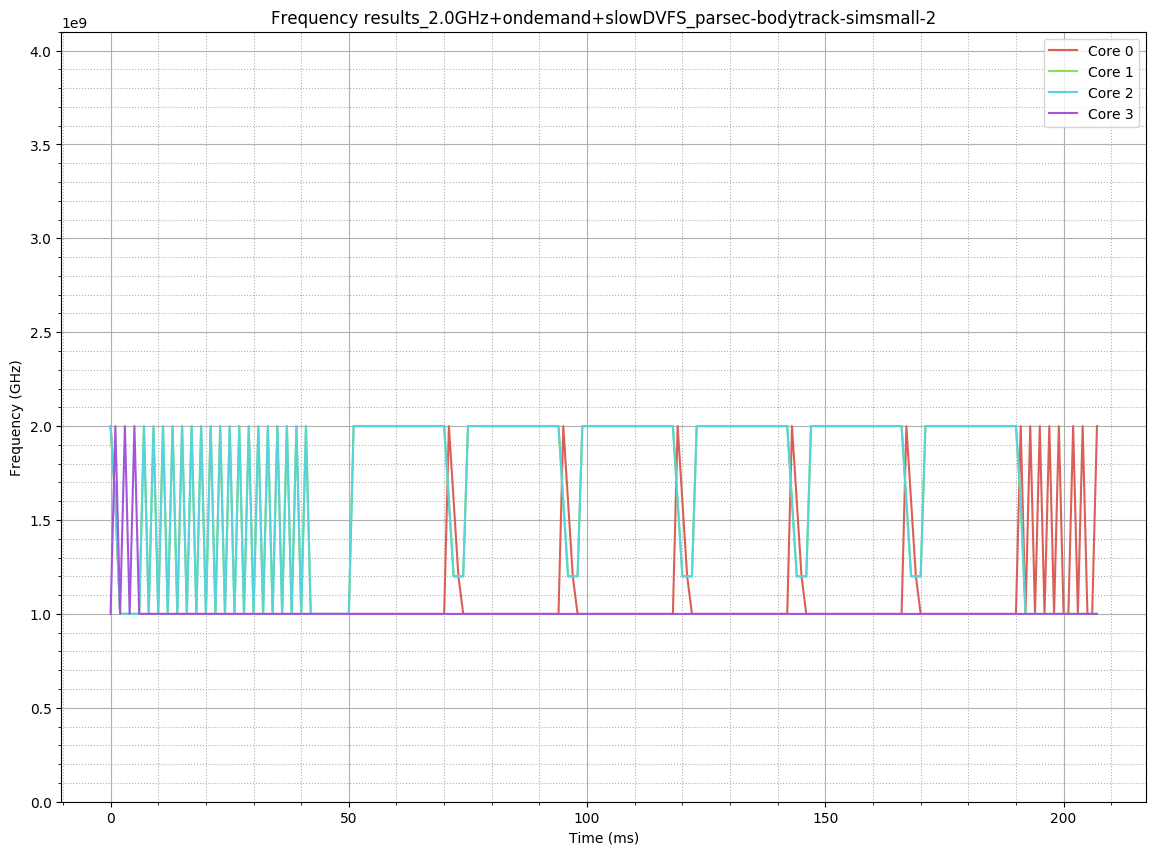 Frequency results_2.0GHz+ondemand+slowDVFS_parsec-bodytrack-simsmall-2
1e9
4.0
3.5
3.0
2.5
2.0
1.5
1.0
0.5
0.0
Frequency (GHz)
Core 0
Core 1
Core 2
Core 3
0 50 100 150 200
Time (ms)